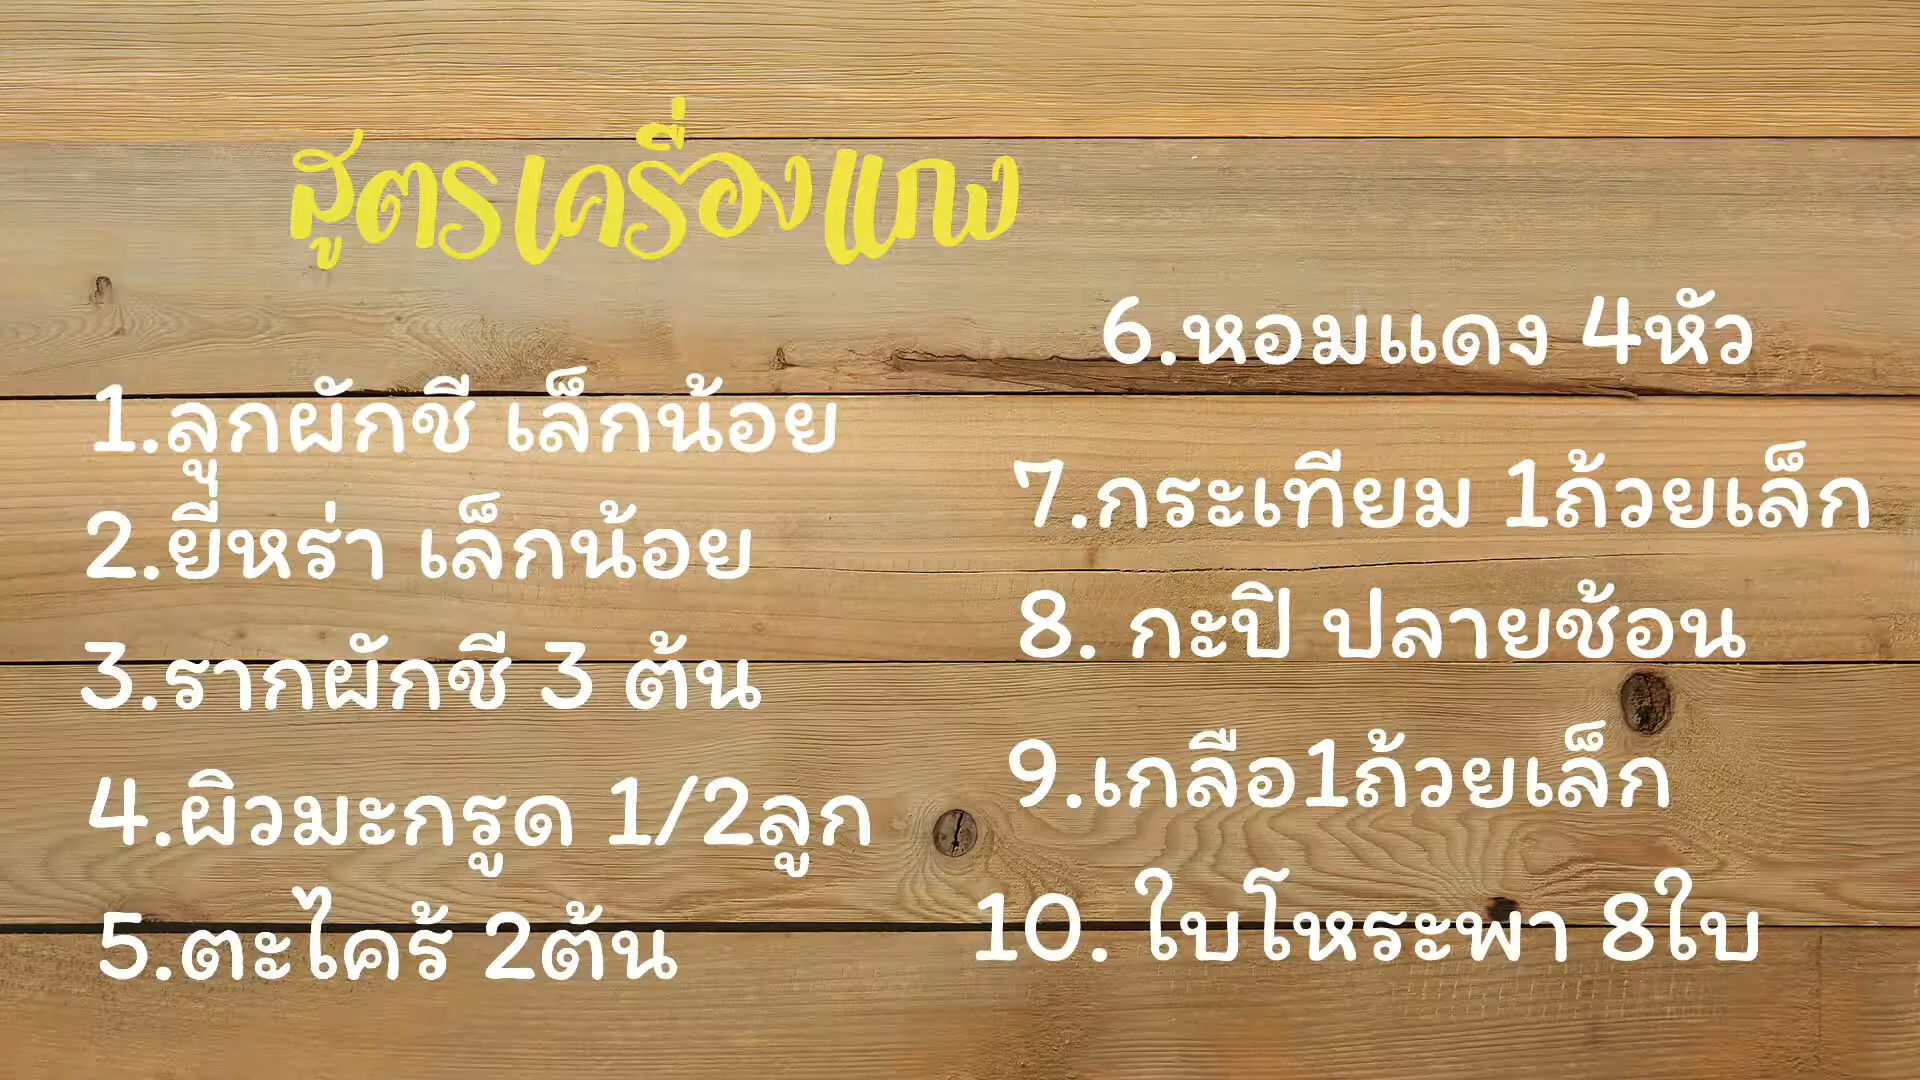 สูตรเครื่องแกง
1.ลูกผักชี เล็กน้อย
2.ยี่หร่า เล็กน้อย
3.รากผักชี 3 ต้น
4.ผิวมะกรูด 1/2ลูก
5.ตะไคร้ 2ต้น
6.หอมแดง 4หัว
7.กระเทียม 1ถ้วยเล็ก
8. กะปิ ปลายช้อน
9.เกลือ1ถ้วยเล็ก
10. ใบโหระพา 8ใบ